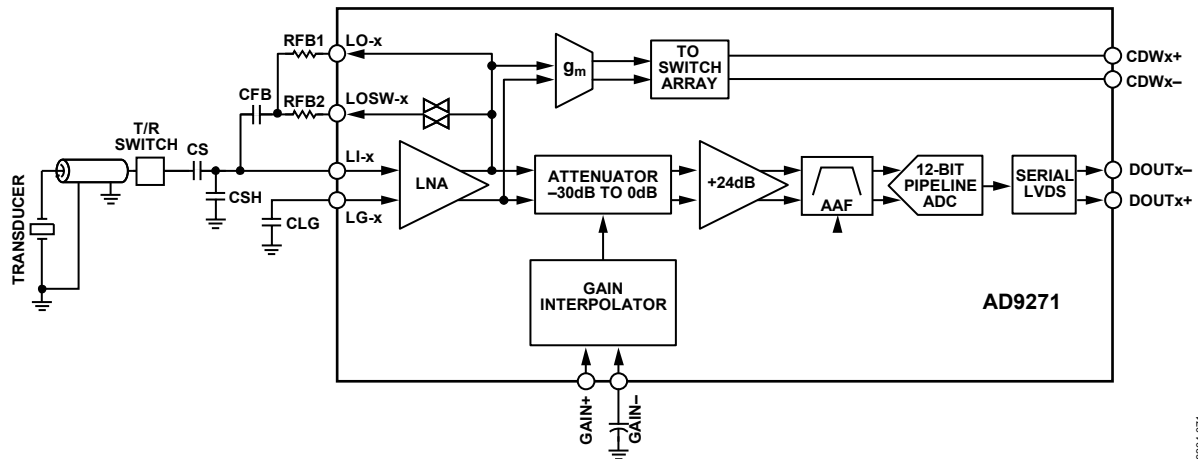 RFB1
LO-x
CFB
RFB2
LOSW-x
T/R
SWITCH
CS
LI-x
CSH
LG-x
CLG
TRANSDUCER
LNA
gm
TO
SWITCH
ARRAY
CDWx+
CDWx–
ATTENUATOR
–30dB TO 0dB
+24dB
AAF
12-BIT
PIPELINE
ADC
SERIAL
LVDS
DOUTx–
DOUTx+
GAIN
INTERPOLATOR
AD9271
GAIN+
GAIN–